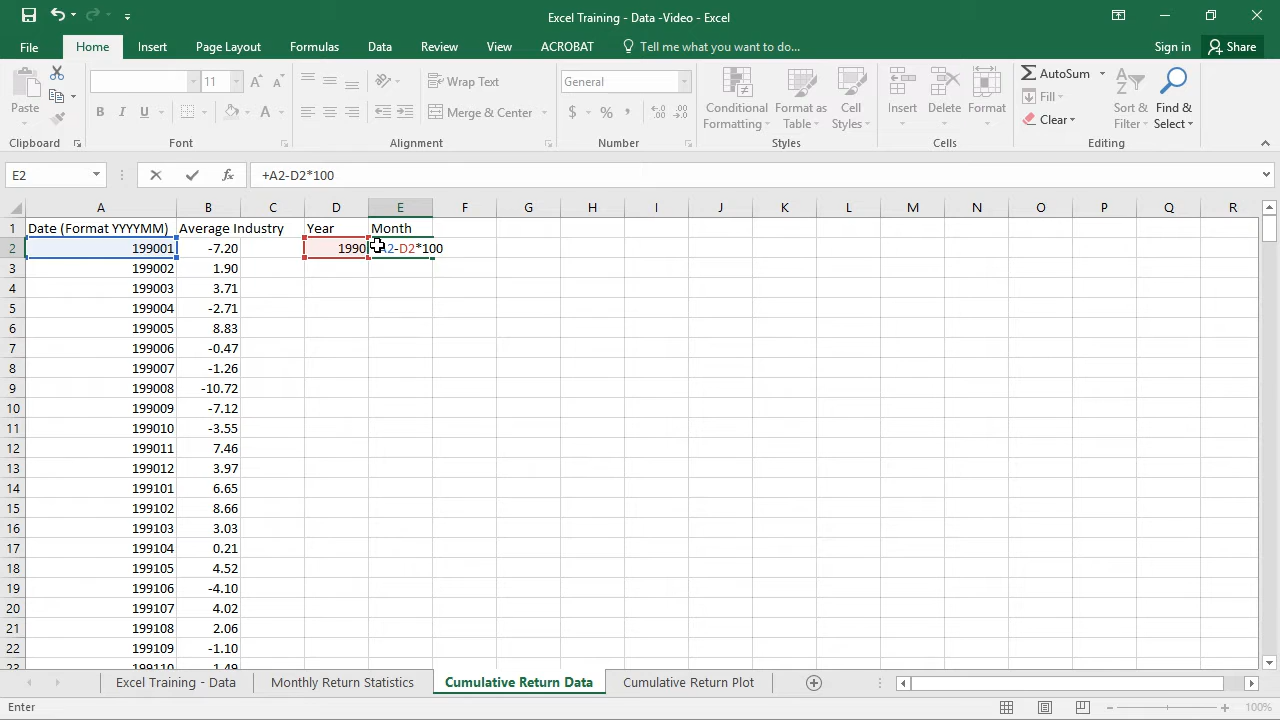 Excel Training - Data -Video - Excel
File Home Insert Page Layout Formulas Data Review View ACROBAT Tell me what you want to do... Sign in Share
Paste
11
Wrap Text
Merge & Center
General
$ % ,
Conditional Formatting
Format as Table
Cell Styles
Insert Delete Format
AutoSum
Fill
Clear
Sort & Filter
Find & Select
B I U A
Clipboard Font Alignment Number Styles Cells Editing
E2 fx +A2-D2*100
A B C D E F G H I J K L M N O P Q R
1 Date (Format YYYYMM) Average Industry Year Month
2 199001 -7.20 1990 A2-D2*100
3 199002 1.90
4 199003 3.71
5 199004 -2.71
6 199005 8.83
7 199006 -0.47
8 199007 -1.26
9 199008 -10.72
10 199009 -7.12
11 199010 -3.55
12 199011 7.46
13 199012 3.97
14 199101 6.65
15 199102 8.66
16 199103 3.03
17 199104 0.21
18 199105 4.52
19 199106 -4.10
20 199107 4.02
21 199108 2.06
22 199109 -1.10
23 199110 1.49
Excel Training - Data Monthly Return Statistics Cumulative Return Data Cumulative Return Plot
Enter 100%